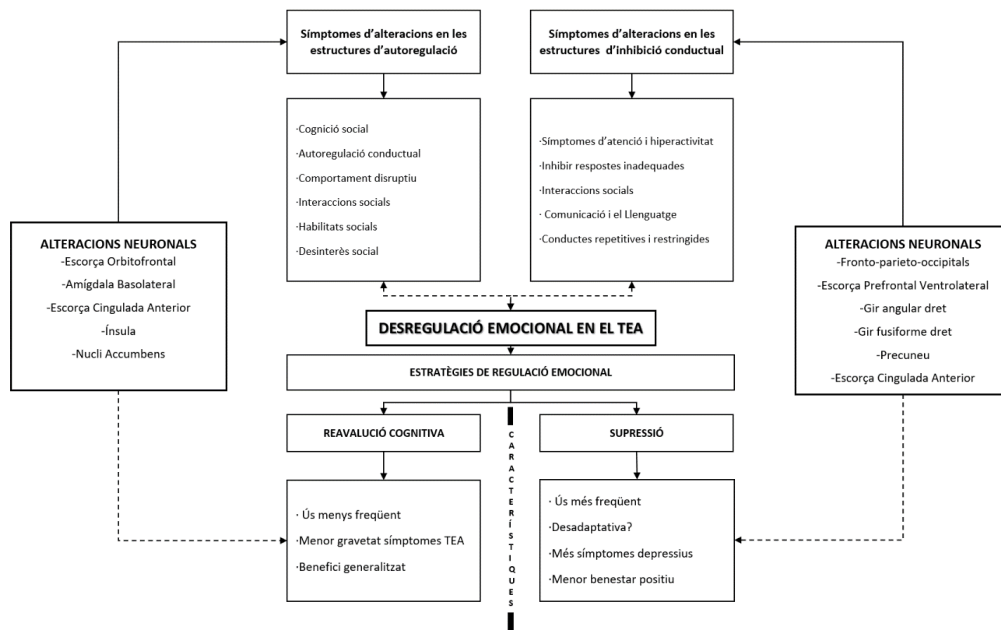 Símptomes d'alteracions en les
estructures d'autoregulació
Símptomes d'alteracions en les
estructures d'inhibició conductual
·Cognició social
·Autoregulació conductual
·Comportament disruptiu
·Interaccions socials
·Habilitats socials
·Desinterès social
·Símptomes d'atenció i hiperactivitat
·Inhibir respostes inadequades
·Interaccions socials
· Comunicació i el Llenguatge
·Conductes repetitives i restringides
ALTERACIONS NEURONALS
-Escorça Orbitofrontal
-Amígdala Basolateral
-Escorça Cingulada Anterior
-Ínsula
-Nucli Accumbens
ALTERACIONS NEURONALS
-Fronto-parieto-occipitals
-Escorça Prefrontal Ventrolateral
-Gir angular dret
-Gir fusiforme dret
-Precuneu
-Escorça Cingulada Anterior
DESREGULACIÓ EMOCIONAL EN EL TEA
ESTRATÈGIES DE REGULACIÓ EMOCIONAL
REAVALUCIÓ COGNITIVA
SUPRESSIÓ
CARACTERÍSTIQUES
· Ús menys freqüent
·Menor gravetat símptomes TEA
·Benefici generalitzat
· Ús més freqüent
·Desadaptativa?
·Més símptomes depressius
·Menor benestar positiu